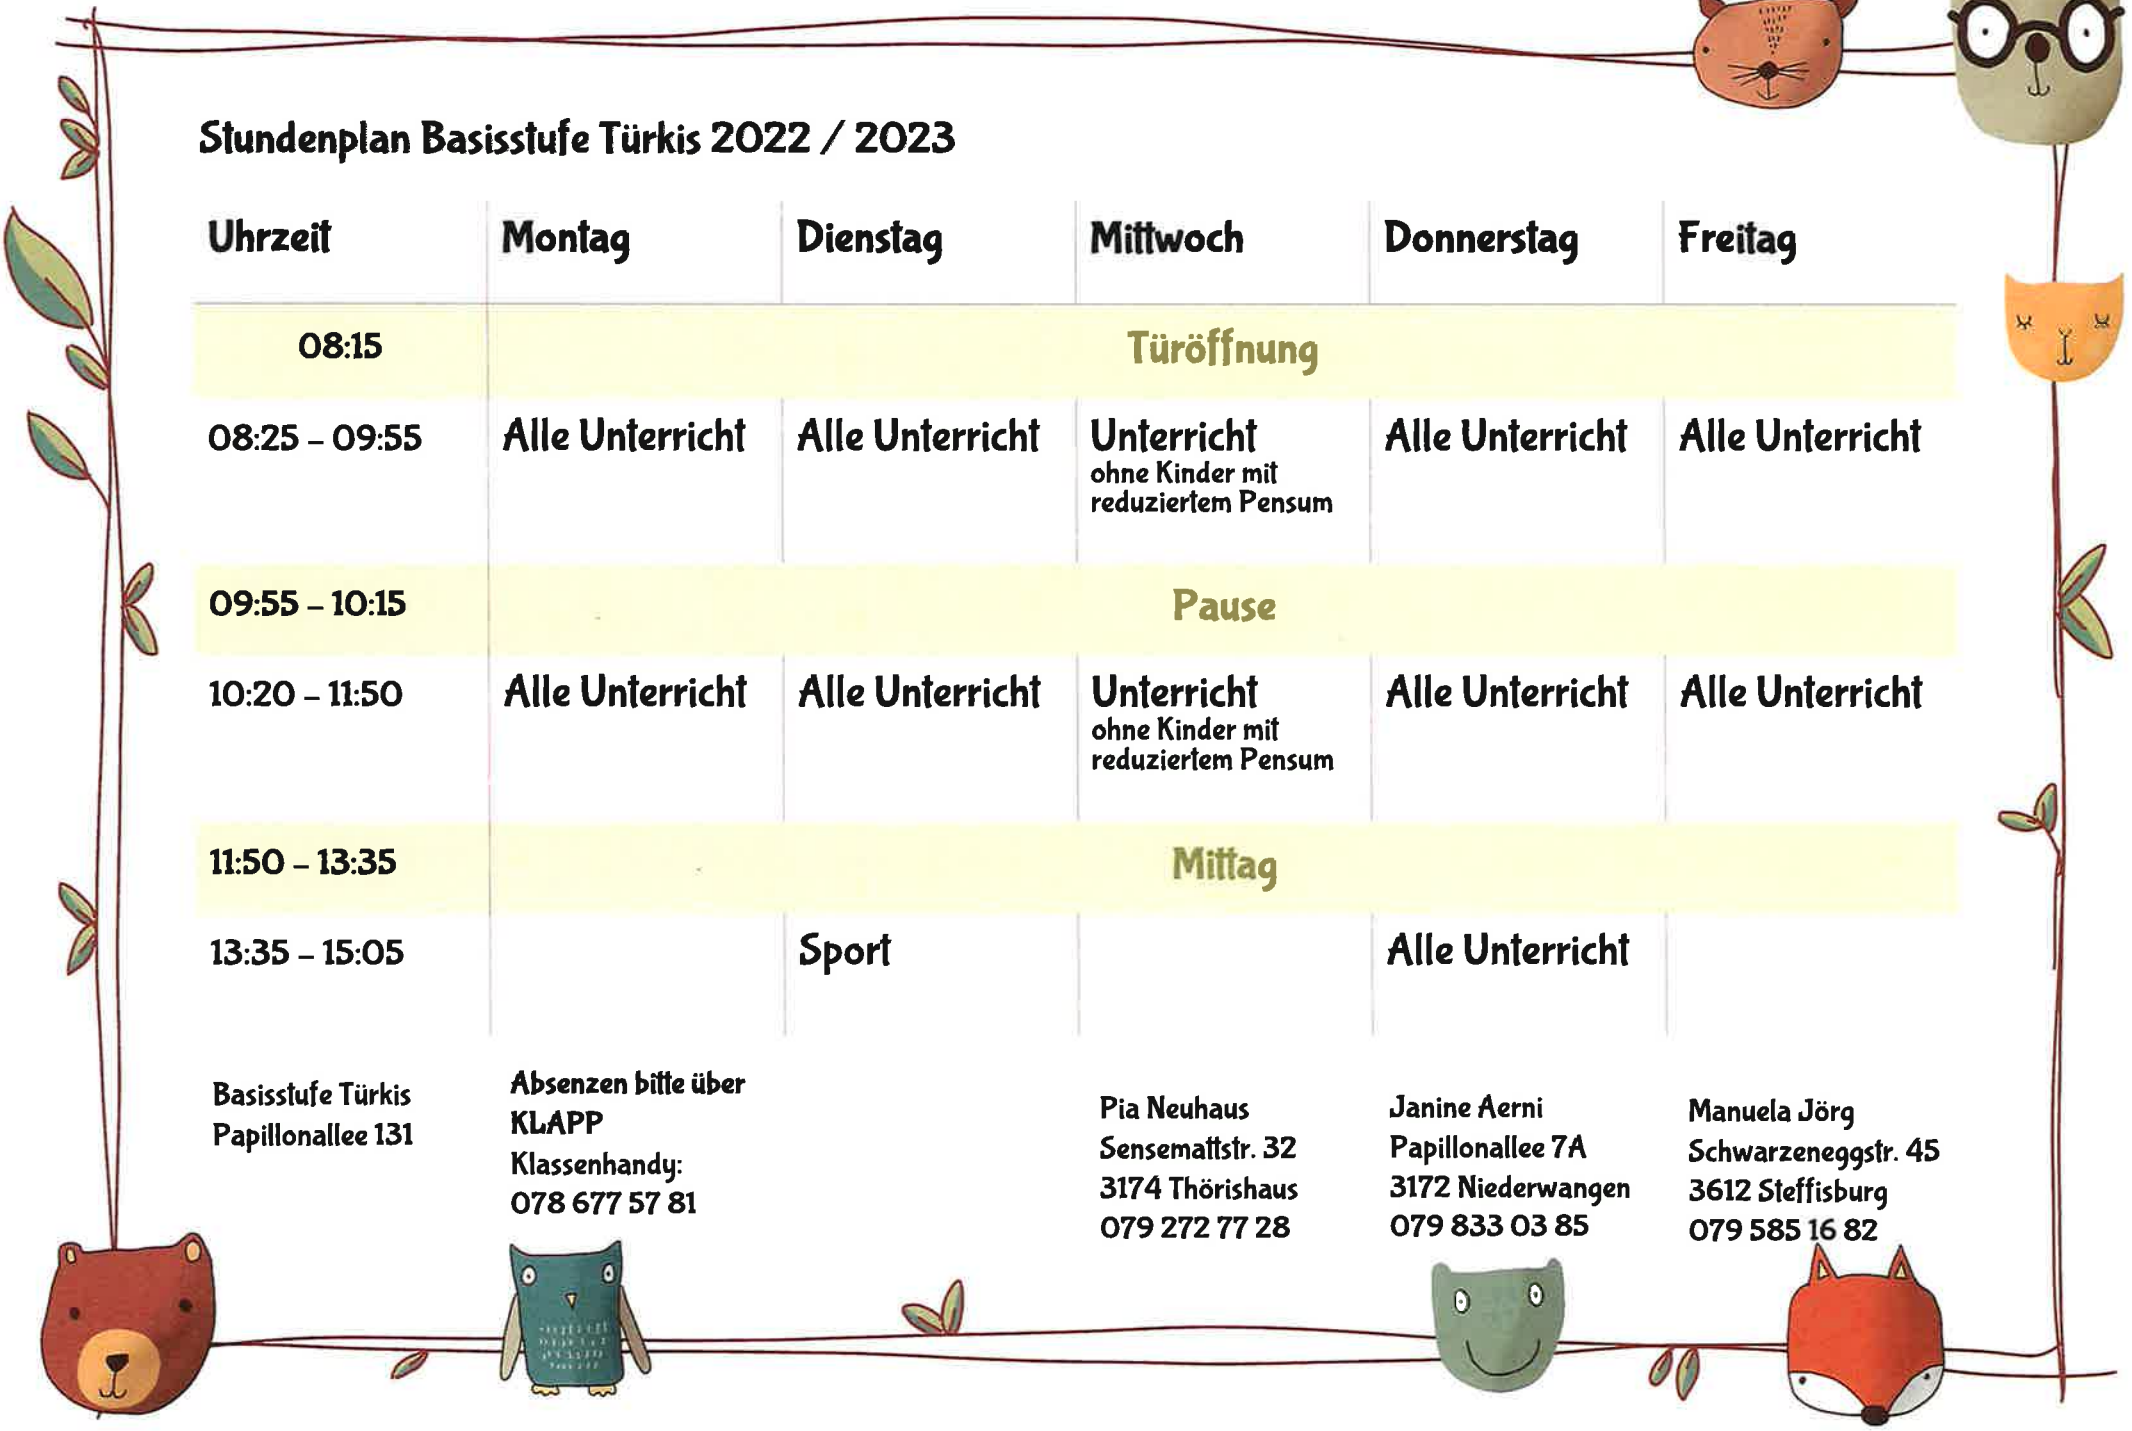 Stundenplan Basisstufe Türkis 2022 / 2023
Uhrzeit Montag Dienstag Mittwoch Donnerstag Freitag
08:15 Türöffnung
08:25 – 09:55 Alle Unterricht Alle Unterricht Unterricht Alle Unterricht Alle Unterricht
ohne Kinder mit
reduziertem Pensum
09:55 – 10:15 Pause
10:20 – 11:50 Alle Unterricht Alle Unterricht Unterricht Alle Unterricht Alle Unterricht
ohne Kinder mit
reduziertem Pensum
11:50 – 13:35 Mittag
13:35 – 15:05 Sport Alle Unterricht
Basisstufe Türkis
Papillonallee 131
Absenzen bitte über
KLAPP
Klassenhandy:
078 677 57 81
Pia Neuhaus
Sensemattstr. 32
3174 Thörishaus
079 272 77 28
Janine Aerni
Papillonallee 7A
3172 Niederwangen
079 833 03 85
Manuela Jörg
Schwarzeneggstr. 45
3612 Steffisburg
079 585 16 82